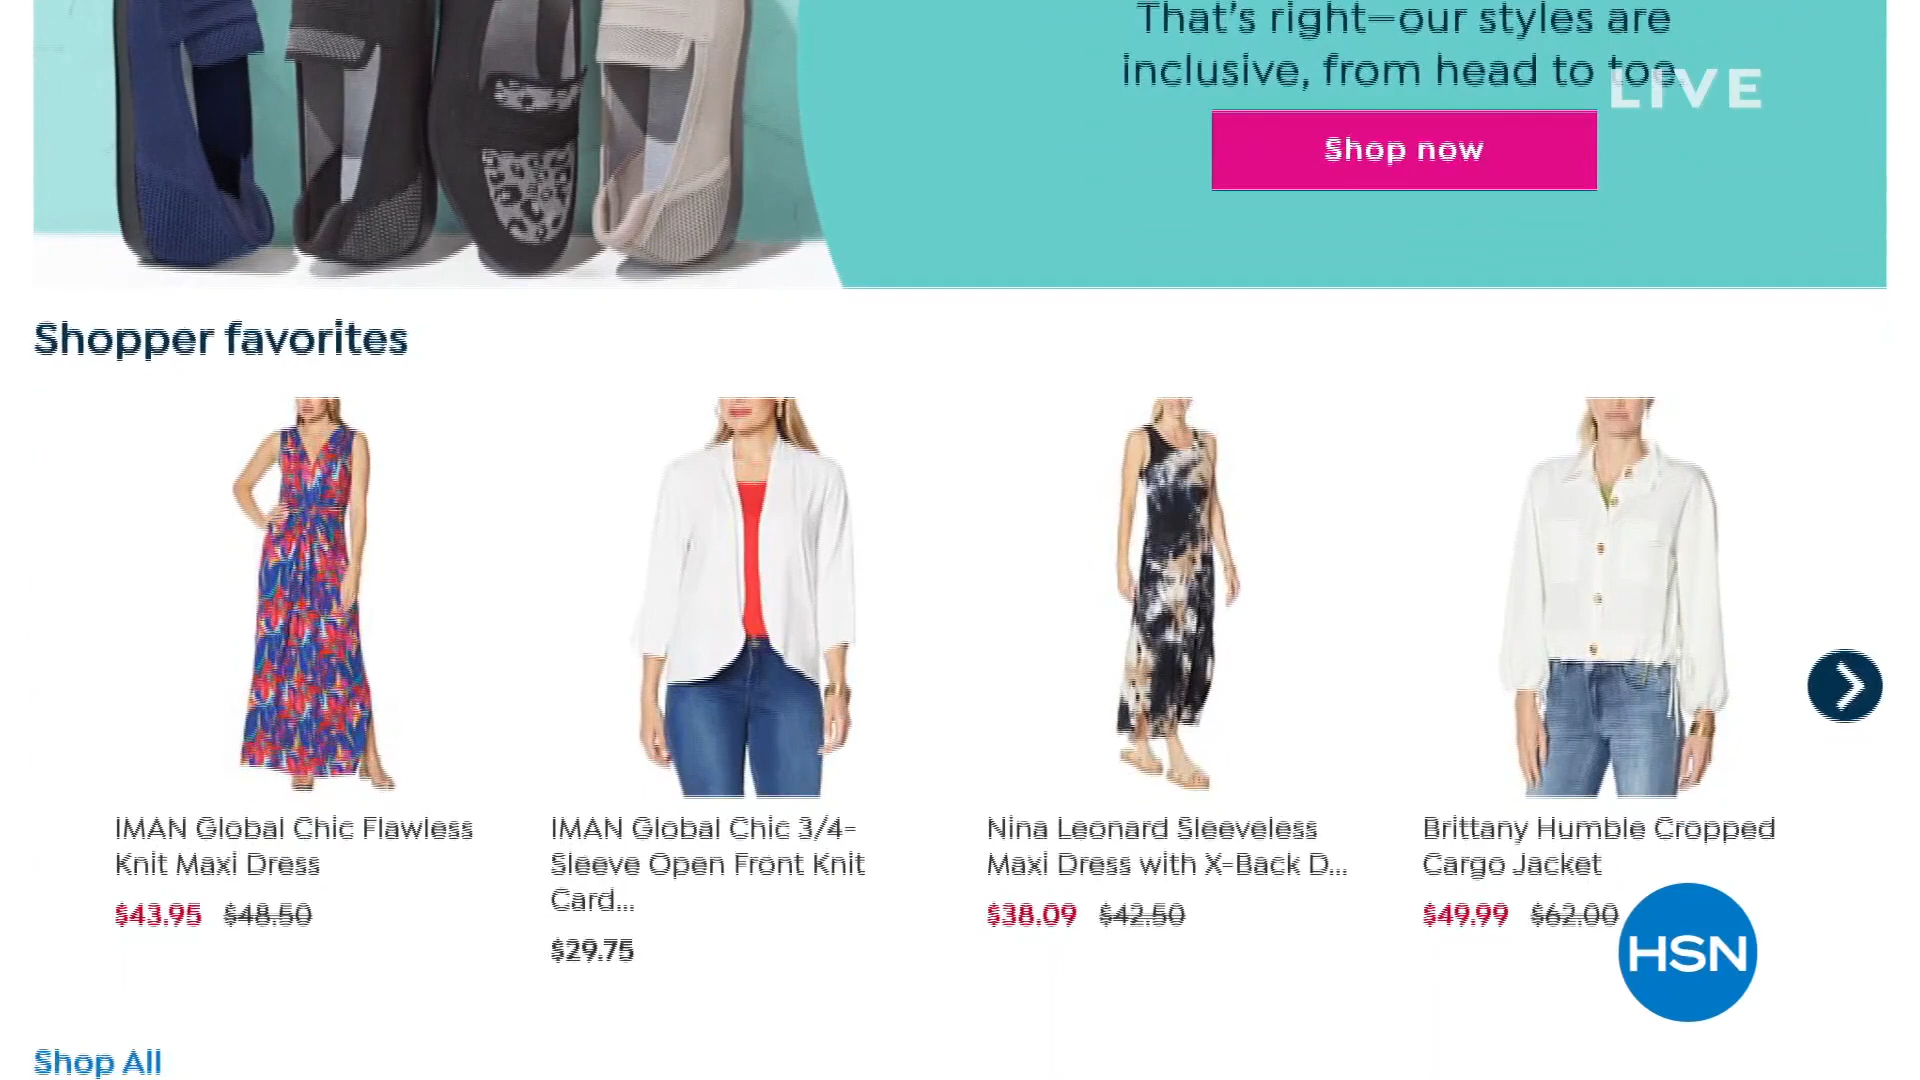 That's right—our styles are
inclusive, from head to toe.
LIVE
Shop now
Shopper favorites
IMAN Global Chic Flawless
Knit Maxi Dress
$43.95 $48.50
IMAN Global Chic 3/4-
Sleeve Open Front Knit
Card...
$29.75
Nina Leonard Sleeveless
Maxi Dress with X-Back D...
$38.09 $42.50
Brittany Humble Cropped
Cargo Jacket
$49.99 $62.00
HSN
Shop All